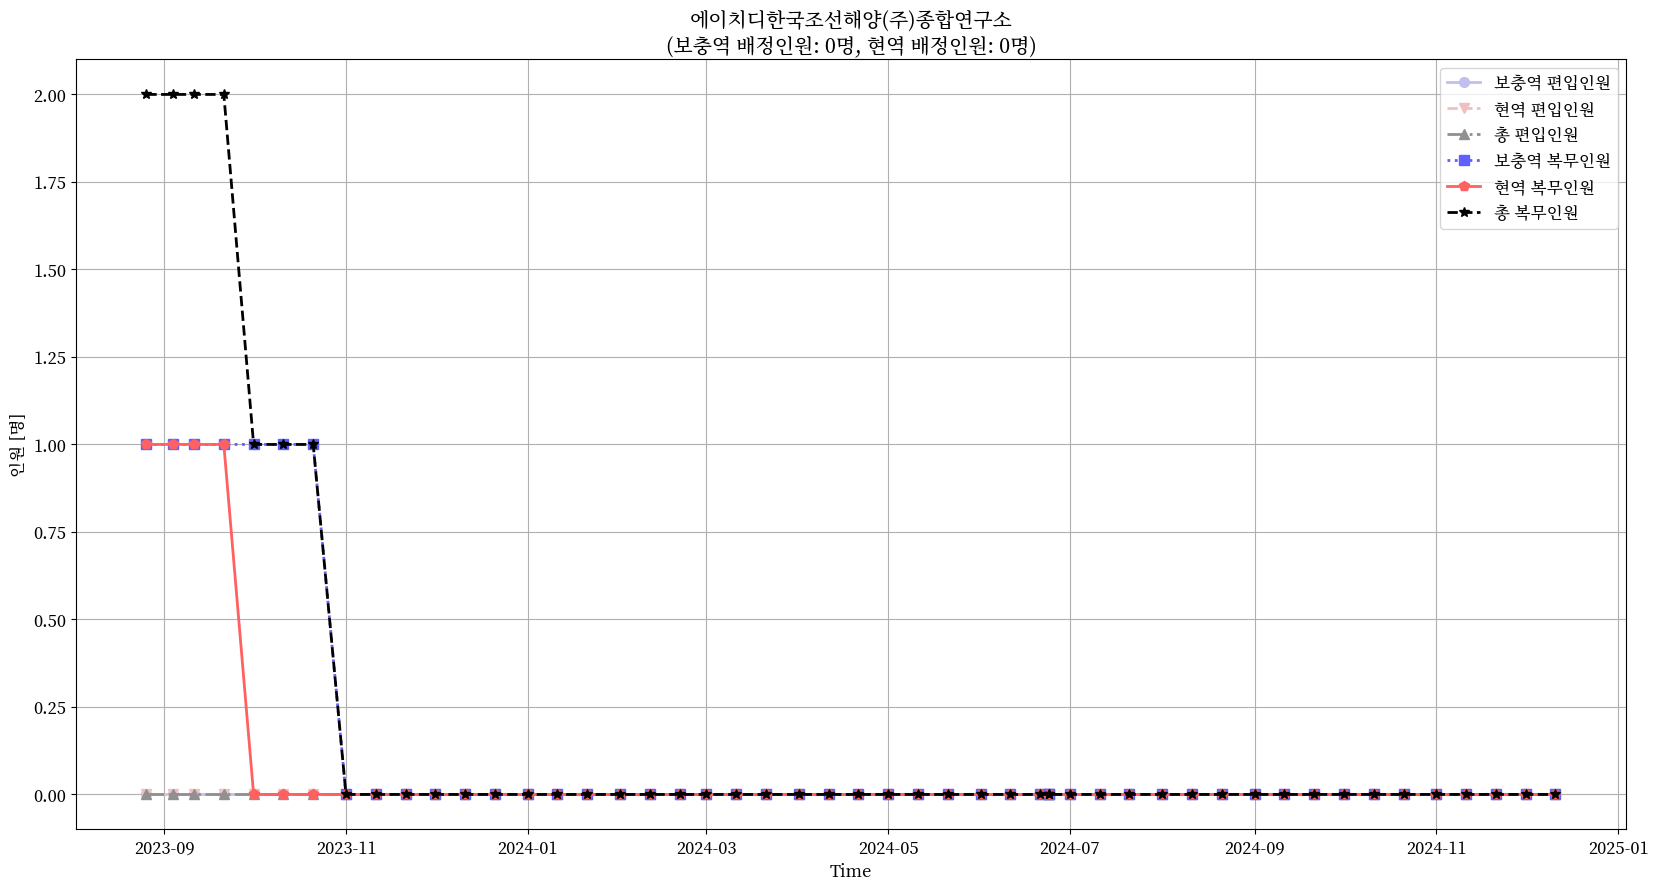 에이치디한국조선해양(주)종합연구소
(보충역 배정인원: 0명, 현역 배정인원: 0명)
보충역 편입인원
현역 편입인원
총 편입인원
보충역 복무인원
현역 복무인원
총 복무인원
인원 [명]
2.00
1.75
1.50
1.25
1.00
0.75
0.50
0.25
0.00
2023-09
2023-11
2024-01
2024-03
2024-05
2024-07
2024-09
2024-11
2025-01
Time